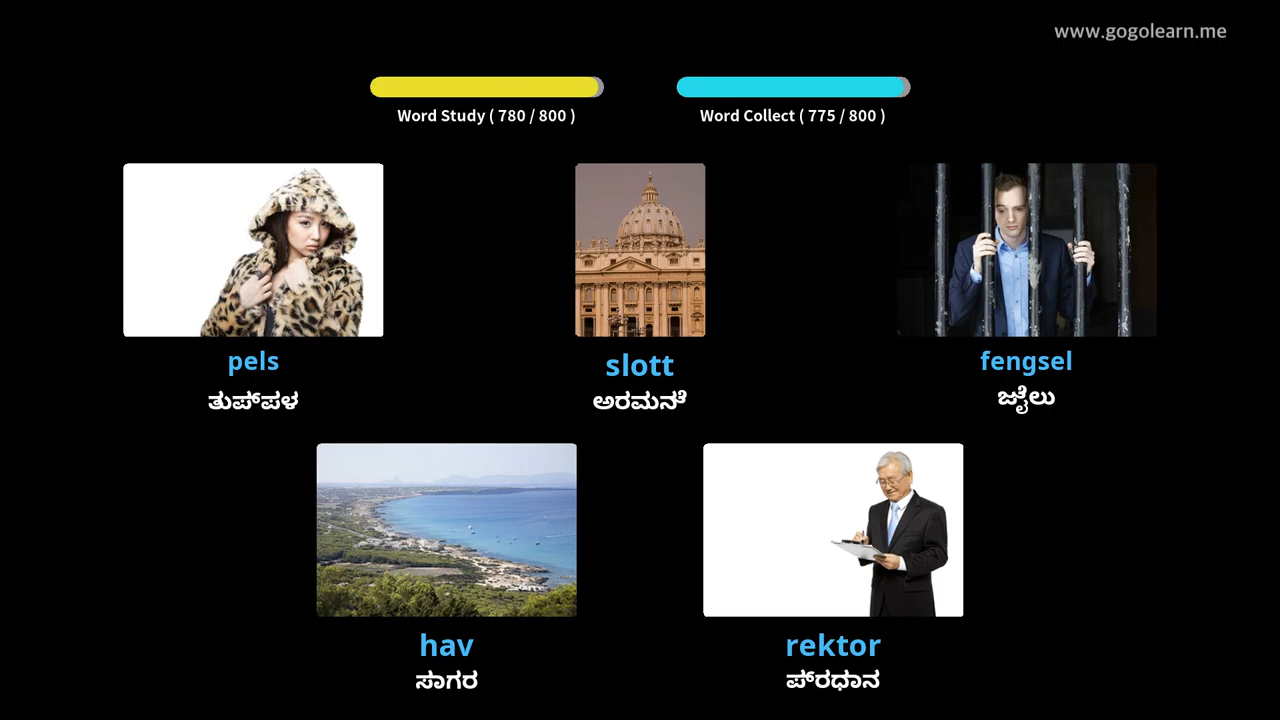 www.gogolearn.me
Word Study ( 780 / 800 )
Word Collect ( 775 / 800 )
pels
ತುಪ್ಪಳ
slott
ಅರಮನೆ
fengsel
ಜೈಲು
hav
ಸಾಗರ
rektor
ಪ್ರಧಾನ